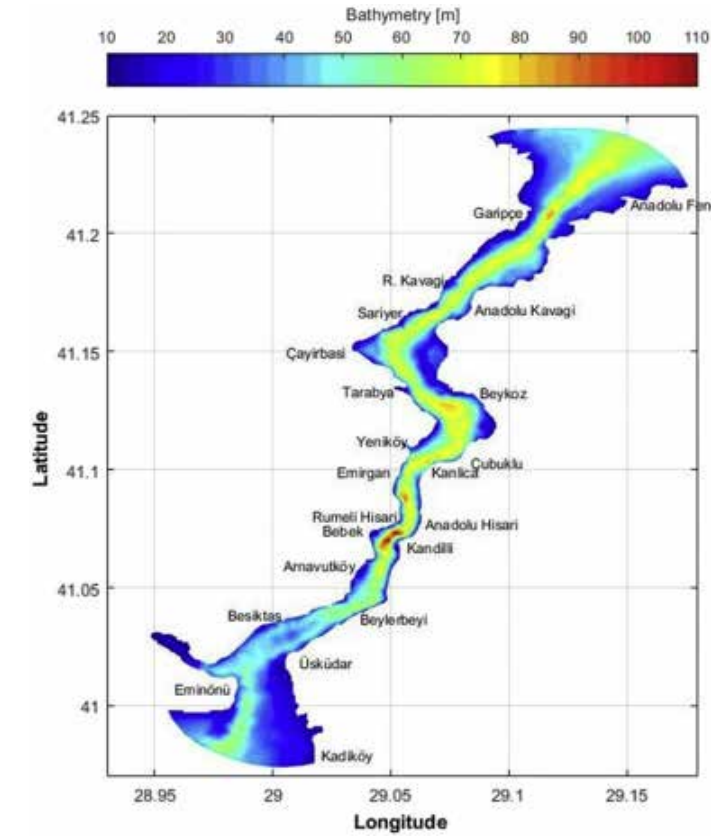 Bathymetry [m]
10 20 30 40 50 60 70 80 90 100 110
41.25
Anadolu Fen
Garipçe
41.2
R. Kavagi
Anadolu Kavagi
Sariyer
41.15
Çayirbasi
Tarabya
Beykoz
Yeniköy
Çubuklu
41.1
Emirgan
Kanlica
Rumeli Hisari
Anadolu Hisari
Bebek
Kandilli
Arnavutköy
41.05
Besiktas
Beylerbeyi
Üsküdar
Eminönü
41
Kadiköy
28.95 29 29.05 29.1 29.15
Longitude
Latitude